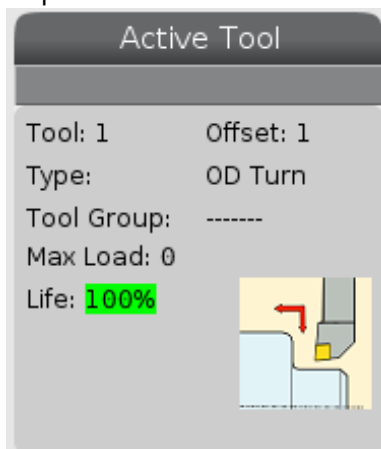 Active Tool
Tool: 1 Offset: 1
Type: OD Turn
Tool Group: -------
Max Load: 0
Life: 100%